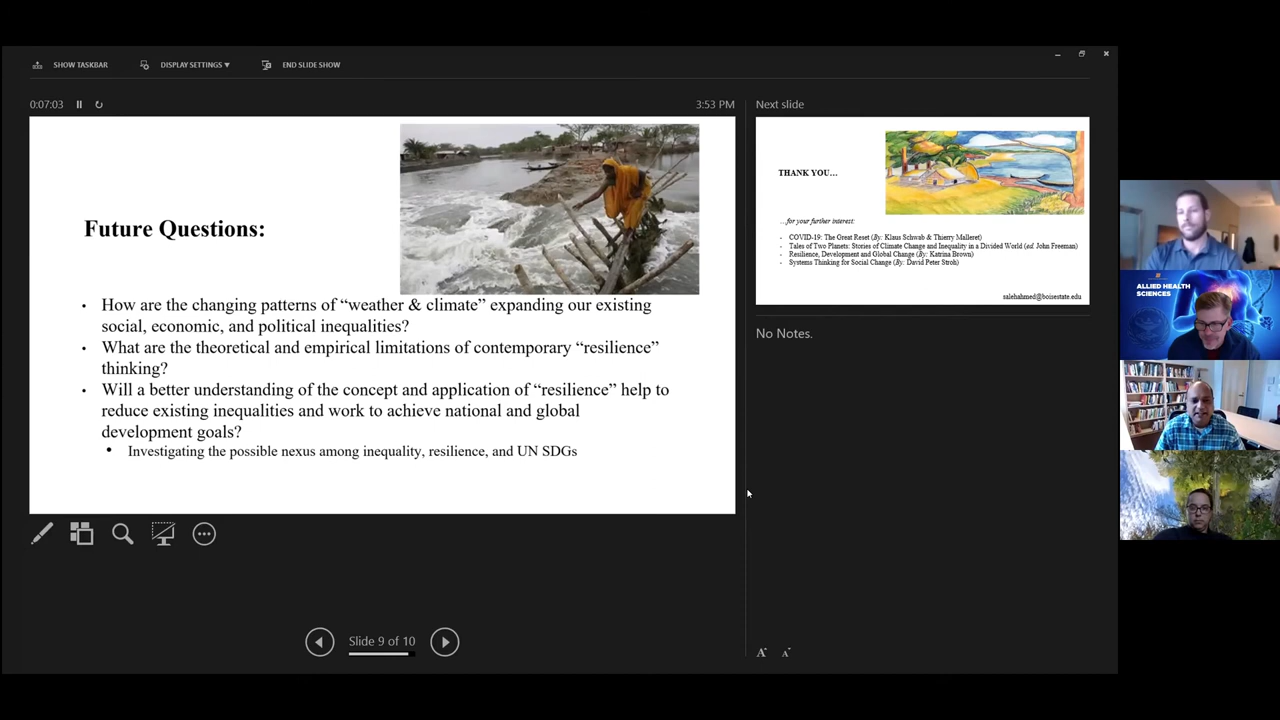 SHOW TASKBAR
DISPLAY SETTINGS ▾
END SLIDE SHOW
0:07:03
3:53 PM
Future Questions:
• How are the changing patterns of “weather & climate” expanding our existing
social, economic, and political inequalities?
• What are the theoretical and empirical limitations of contemporary “resilience”
thinking?
• Will a better understanding of the concept and application of “resilience” help to
reduce existing inequalities and work to achieve national and global
development goals?
• Investigating the possible nexus among inequality, resilience, and UN SDGs
Slide 9 of 10
Next slide
THANK YOU…
…for your further interest:
- COVID-19: The Great Reset (By: Klaus Schwab & Thierry Malleret)
- Tales of Two Planets: Stories of Climate Change and Inequality in a Divided World (ed. John Freeman)
- Resilience, Development and Global Change (By: Katrina Brown)
- Systems Thinking for Social Change (By: David Peter Stroh)
salehahmed@boisestate.edu
No Notes.
A A
ALLIED HEALTH
SCIENCES